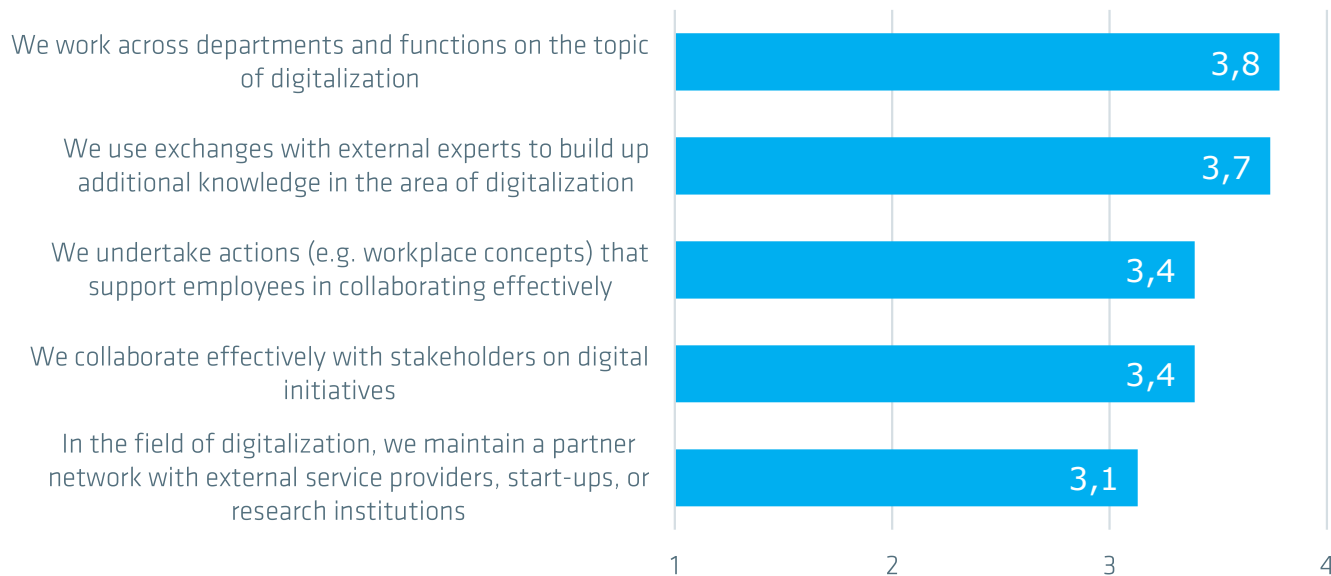 We work across departments and functions on the topic
of digitalization
3,8
We use exchanges with external experts to build up
additional knowledge in the area of digitalization
3,7
We undertake actions (e.g. workplace concepts) that
support employees in collaborating effectively
3,4
We collaborate effectively with stakeholders on digital
initiatives
3,4
In the field of digitalization, we maintain a partner
network with external service providers, start-ups, or
research institutions
3,1
1 2 3 4